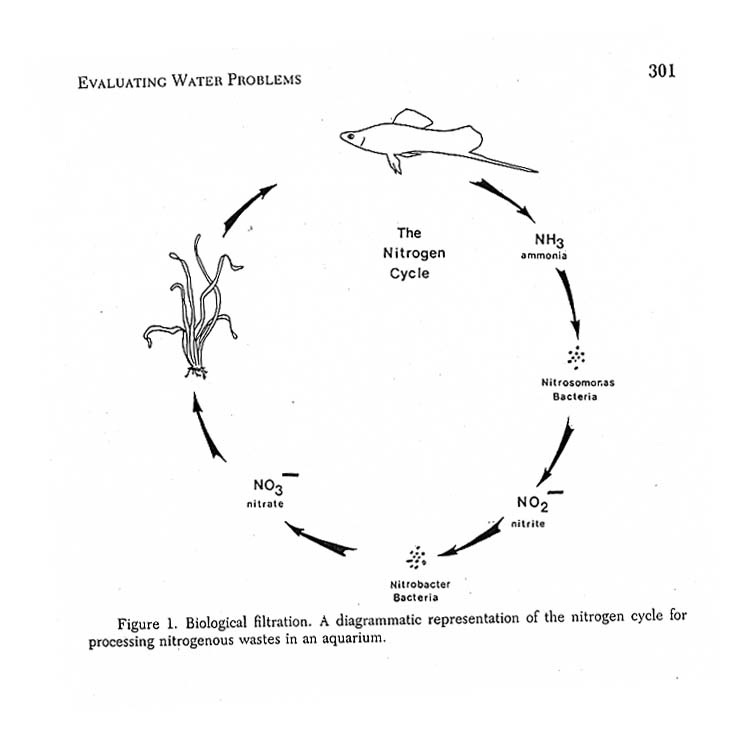 EVALUATING WATER PROBLEMS
301
The
Nitrogen
Cycle
NH3
ammonia
Nitrosomonas
Bacteria
NO2−
nitrite
Nitrobacter
Bacteria
NO3−
nitrate
Figure 1. Biological filtration. A diagrammatic representation of the nitrogen cycle for
processing nitrogenous wastes in an aquarium.